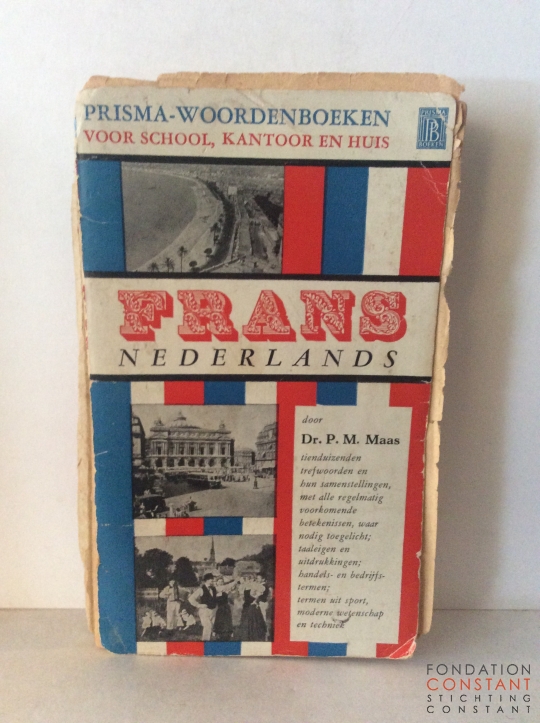 PRISMA-WOORDENBOEKEN
VOOR SCHOOL, KANTOOR EN HUIS
PRISMA
PB
BOEKEN
FRANS
NEDERLANDS
door
Dr. P. M. Maas
tienduizenden
trefwoorden en
hun samenstellingen,
met alle regelmatig
voorkomende
betekenissen, waar
nodig toegelicht;
taaleigen en
uitdrukkingen;
handels- en bedrijfs-
termen;
termen uit sport,
moderne wetenschap
en techniek
FONDATION
CONSTANT
STICHTING
CONSTANT